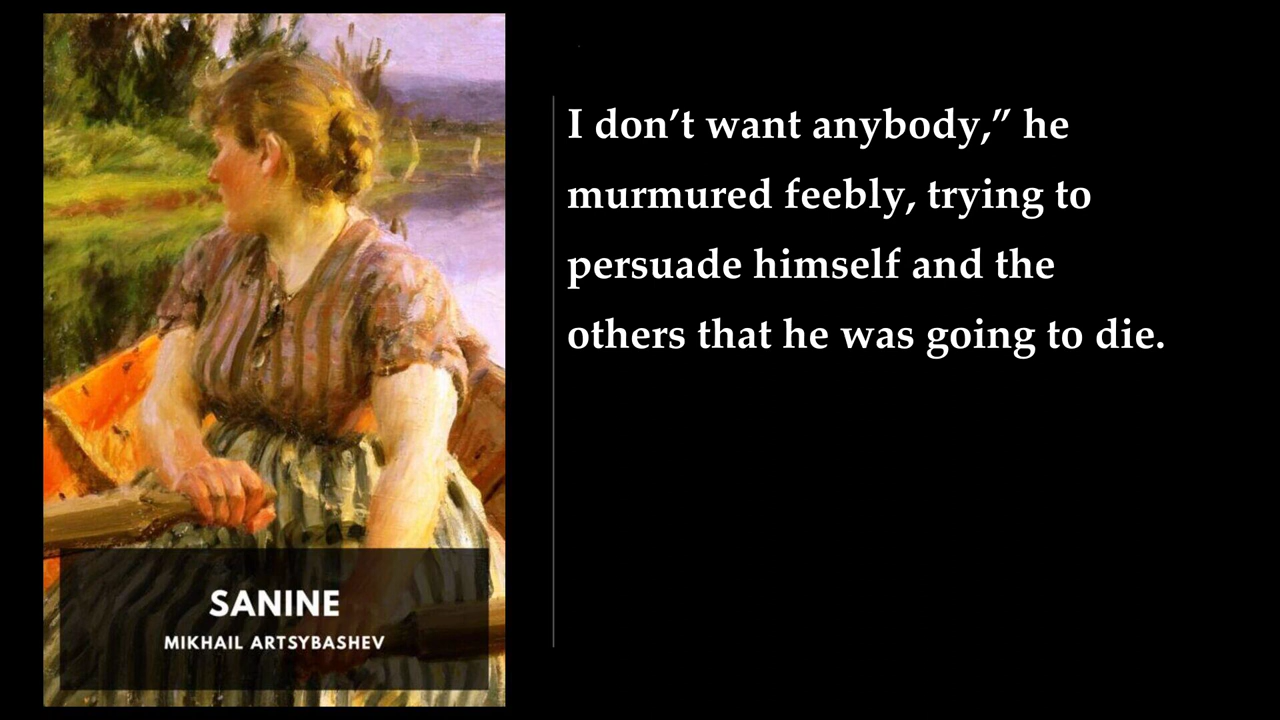 SANINE
MIKHAIL ARTSYBASHEV
I don’t want anybody,” he
murmured feebly, trying to
persuade himself and the
others that he was going to die.